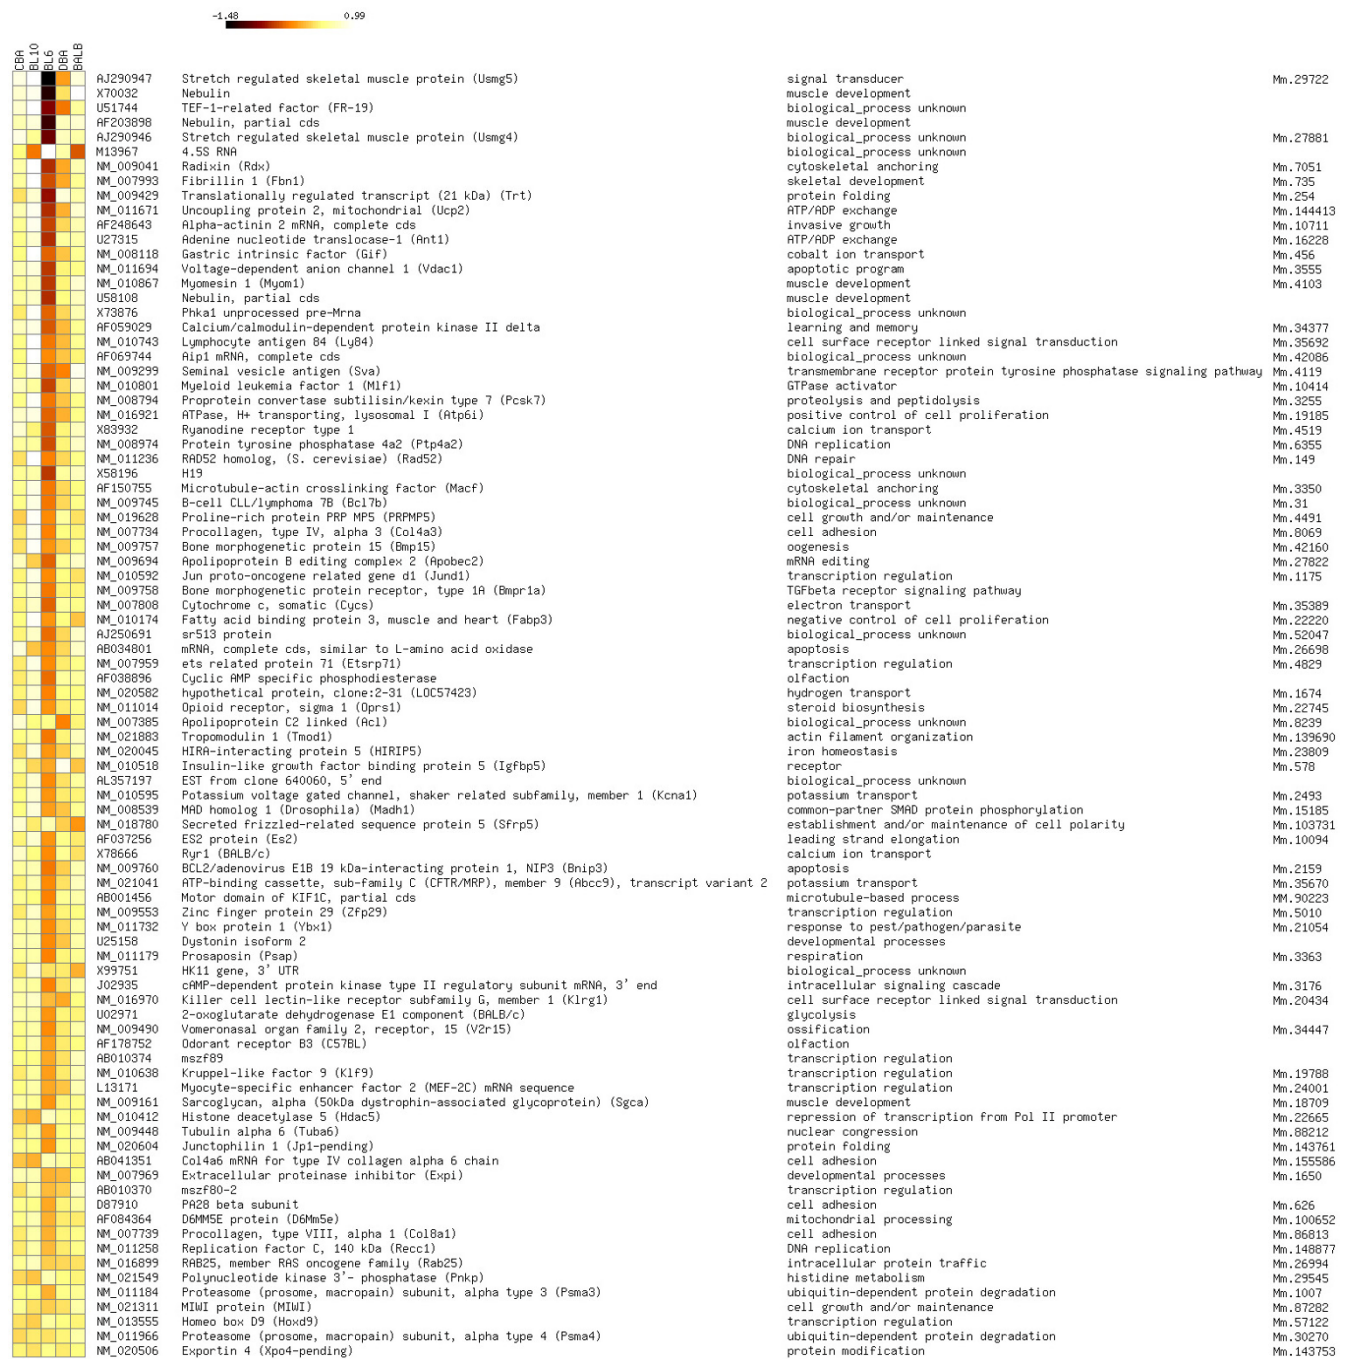 -1.48 0.99
CBA BL10 BL6 DBA BALB
AJ290947 Stretch regulated skeletal muscle protein (Usmg5) signal transducer Mm.29722
X70032 Nebulin muscle development
U51744 TEF-1-related factor (FR-19) biological_process unknown
AF203898 Nebulin, partial cds muscle development
AJ290946 Stretch regulated skeletal muscle protein (Usmg4) biological_process unknown Mm.27881
M13967 4.5S RNA biological_process unknown
NM_009041 Radixin (Rdx) cytoskeletal anchoring Mm.7051
NM_007993 Fibrillin 1 (Fbn1) skeletal development Mm.735
NM_009429 Translationally regulated transcript (21 kDa) (Trt) protein folding Mm.254
NM_011671 Uncoupling protein 2, mitochondrial (Ucp2) ATP/ADP exchange Mm.144413
AF248643 Alpha-actinin 2 mRNA, complete cds invasive growth Mm.10711
U27315 Adenine nucleotide translocase-1 (Ant1) ATP/ADP exchange Mm.16228
NM_008118 Gastric intrinsic factor (Gif) cobalt ion transport Mm.456
NM_011694 Voltage-dependent anion channel 1 (Vdac1) apoptotic program Mm.3555
NM_010867 Myomesin 1 (Myom1) muscle development Mm.4103
U58108 Nebulin, partial cds muscle development
X73876 Phka1 unprocessed pre-Mrna biological_process unknown
AF059029 Calcium/calmodulin-dependent protein kinase II delta learning and memory Mm.34377
NM_010743 Lymphocyte antigen 84 (Ly84) cell surface receptor linked signal transduction Mm.35692
AF069744 Aip1 mRNA, complete cds biological_process unknown Mm.42086
NM_009299 Seminal vesicle antigen (Sva) transmembrane receptor protein tyrosine phosphatase signaling pathway Mm.4119
NM_010801 Myeloid leukemia factor 1 (Mlf1) GTPase activator Mm.10414
NM_008794 Proprotein convertase subtilisin/kexin type 7 (Pcsk7) proteolysis and peptidolysis Mm.3255
NM_016921 ATPase, H+ transporting, lysosomal I (Atp6i) positive control of cell proliferation Mm.19185
X83932 Ryanodine receptor type 1 calcium ion transport Mm.4519
NM_008974 Protein tyrosine phosphatase 4a2 (Ptp4a2) DNA replication Mm.6355
NM_011236 RAD52 homolog, (S. cerevisiae) (Rad52) DNA repair Mm.149
X58196 H19 biological_process unknown
AF150755 Microtubule-actin crosslinking factor (Macf) cytoskeletal anchoring Mm.3350
NM_009745 B-cell CLL/lymphoma 7B (Bcl7b) biological_process unknown Mm.31
NM_019628 Proline-rich protein PRP MP5 (PRPMP5) cell growth and/or maintenance Mm.4491
NM_007734 Procollagen, type IV, alpha 3 (Col4a3) cell adhesion Mm.8069
NM_009757 Bone morphogenetic protein 15 (Bmp15) oogenesis Mm.42160
NM_009694 Apolipoprotein B editing complex 2 (Apobec2) mRNA editing Mm.27822
NM_010592 Jun proto-oncogene related gene d1 (Jund1) transcription regulation Mm.1175
NM_009758 Bone morphogenetic protein receptor, type 1A (Bmpr1a) TGFbeta receptor signaling pathway
NM_007808 Cytochrome c, somatic (Cycs) electron transport Mm.35389
NM_010174 Fatty acid binding protein 3, muscle and heart (Fabp3) negative control of cell proliferation Mm.22220
AJ250691 sr513 protein biological_process unknown Mm.52047
AB034801 mRNA, complete cds, similar to L-amino acid oxidase apoptosis Mm.26698
NM_007959 ets related protein 71 (Etsrp71) transcription regulation Mm.4829
AF038896 Cyclic AMP specific phosphodiesterase olfaction
NM_020582 hypothetical protein, clone:2-31 (LOC57423) hydrogen transport Mm.1674
NM_011014 Opioid receptor, sigma 1 (Oprs1) steroid biosynthesis Mm.22745
NM_007385 Apolipoprotein C2 linked (Acl) biological_process unknown Mm.8239
NM_021883 Tropomodulin 1 (Tmod1) actin filament organization Mm.139690
NM_020045 HIRA-interacting protein 5 (HIRIP5) iron homeostasis Mm.23809
NM_010518 Insulin-like growth factor binding protein 5 (Igfbp5) receptor Mm.578
AL357197 EST from clone 640060, 5' end biological_process unknown
NM_010595 Potassium voltage gated channel, shaker related subfamily, member 1 (Kcna1) potassium transport Mm.2493
NM_008539 MAD homolog 1 (Drosophila) (Madh1) common-partner SMAD protein phosphorylation Mm.15185
NM_018780 Secreted frizzled-related sequence protein 5 (Sfrp5) establishment and/or maintenance of cell polarity Mm.103731
AF037256 ES2 protein (Es2) leading strand elongation Mm.10094
X78666 Ryr1 (BALB/c) calcium ion transport
NM_009760 BCL2/adenovirus E1B 19 kDa-interacting protein 1, NIP3 (Bnip3) apoptosis Mm.2159
NM_021041 ATP-binding cassette, sub-family C (CFTR/MRP), member 9 (Abcc9), transcript variant 2 potassium transport Mm.35670
AB001456 Motor domain of KIF1C, partial cds microtubule-based process MM.90223
NM_009553 Zinc finger protein 29 (Zfp29) transcription regulation Mm.5010
NM_011732 Y box protein 1 (Ybx1) response to pest/pathogen/parasite Mm.21054
U25158 Dystonin isoform 2 developmental processes
NM_011179 Prosaposin (Psap) respiration Mm.3363
X99751 HK11 gene, 3' UTR biological_process unknown
J02935 cAMP-dependent protein kinase type II regulatory subunit mRNA, 3' end intracellular signaling cascade Mm.3176
NM_016970 Killer cell lectin-like receptor subfamily G, member 1 (Klrg1) cell surface receptor linked signal transduction Mm.20434
U02971 2-oxoglutarate dehydrogenase E1 component (BALB/c) glycolysis
NM_009490 Vomeronasal organ family 2, receptor, 15 (V2r15) ossification Mm.34447
AF178752 Odorant receptor B3 (C57BL) olfaction
AB010374 mszf89 transcription regulation
NM_010638 Kruppel-like factor 9 (Klf9) transcription regulation Mm.19788
L13171 Myocyte-specific enhancer factor 2 (MEF-2C) mRNA sequence transcription regulation Mm.24001
NM_009161 Sarcoglycan, alpha (50kDa dystrophin-associated glycoprotein) (Sgca) muscle development Mm.18709
NM_010412 Histone deacetylase 5 (Hdac5) repression of transcription from Pol II promoter Mm.22665
NM_009448 Tubulin alpha 6 (Tuba6) nuclear congression Mm.88212
NM_020604 Junctophilin 1 (Jp1-pending) protein folding Mm.143761
AB041351 Col4a6 mRNA for type IV collagen alpha 6 chain cell adhesion Mm.155586
NM_007969 Extracellular proteinase inhibitor (Expi) developmental processes Mm.1650
AB010370 mszf80-2 transcription regulation
D87910 PA28 beta subunit cell adhesion Mm.626
AF084364 D6MM5E protein (D6Mm5e) mitochondrial processing Mm.100652
NM_007739 Procollagen, type VIII, alpha 1 (Col8a1) cell adhesion Mm.86813
NM_011258 Replication factor C, 140 kDa (Recc1) DNA replication Mm.148877
NM_016899 RAB25, member RAS oncogene family (Rab25) intracellular protein traffic Mm.26994
NM_021549 Polynucleotide kinase 3'- phosphatase (Pnkp) histidine metabolism Mm.29545
NM_011184 Proteasome (prosome, macropain) subunit, alpha type 3 (Psma3) ubiquitin-dependent protein degradation Mm.1007
NM_021311 MIWI protein (MIWI) cell growth and/or maintenance Mm.87282
NM_013555 Homeo box D9 (Hoxd9) transcription regulation Mm.57122
NM_011966 Proteasome (prosome, macropain) subunit, alpha type 4 (Psma4) ubiquitin-dependent protein degradation Mm.30270
NM_020506 Exportin 4 (Xpo4-pending) protein modification Mm.143753